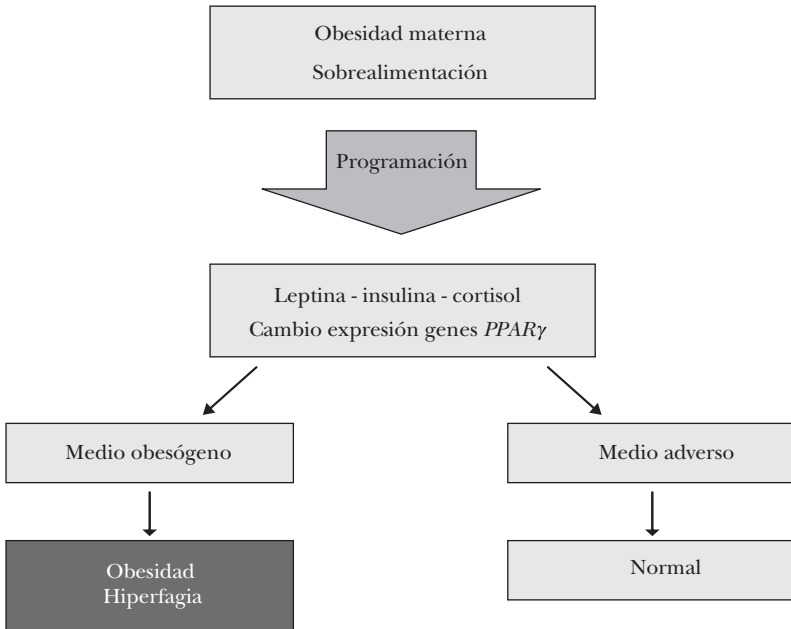 Obesidad materna
Sobrealimentación
Programación
Leptina - insulina - cortisol
Cambio expresión genes PPARγ
Medio obesógeno
Medio adverso
Obesidad
Hiperfagia
Normal